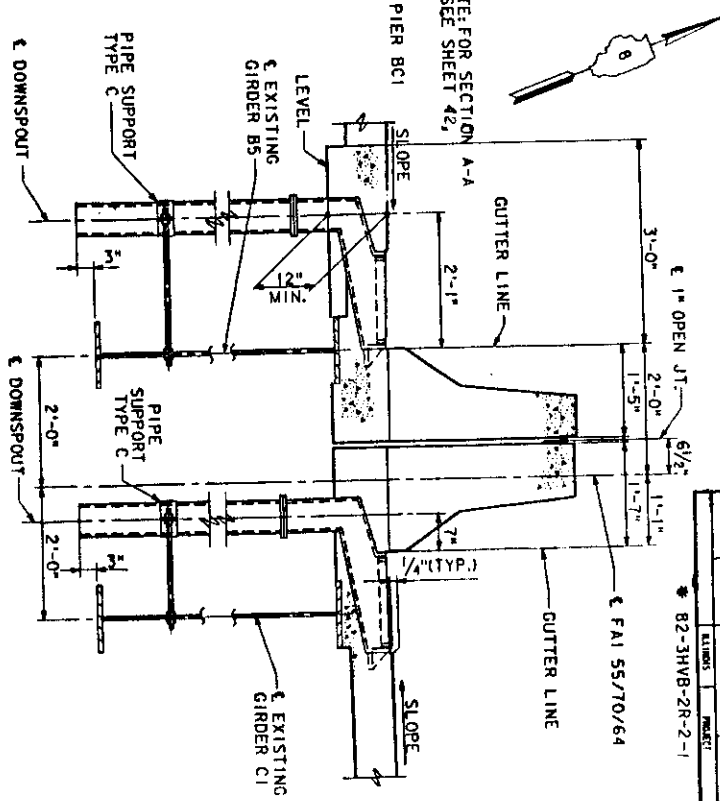 8
TE: FOR SECTION A-A
SEE SHEET 42,
PIER BC1
℄ DOWNSPOUT
PIPE SUPPORT
TYPE C
℄ EXISTING
GIRDER B5
LEVEL
SLOPE
3'-0"
2'-1"
GUTTER LINE
℄ 1" OPEN JT.
2'-0"
1'-5"
6½"
1'-1"
1'-7"
12"
MIN.
3"
2'-0"
2'-0"
℄ DOWNSPOUT
PIPE
SUPPORT
TYPE C
3"
7"
1/4"(TYP.)
GUTTER LINE
℄ FAI 55/70/64
SLOPE
℄ EXISTING
GIRDER C1
ILLINOIS
PROJECT
* 82-3HVB-2R-2-1